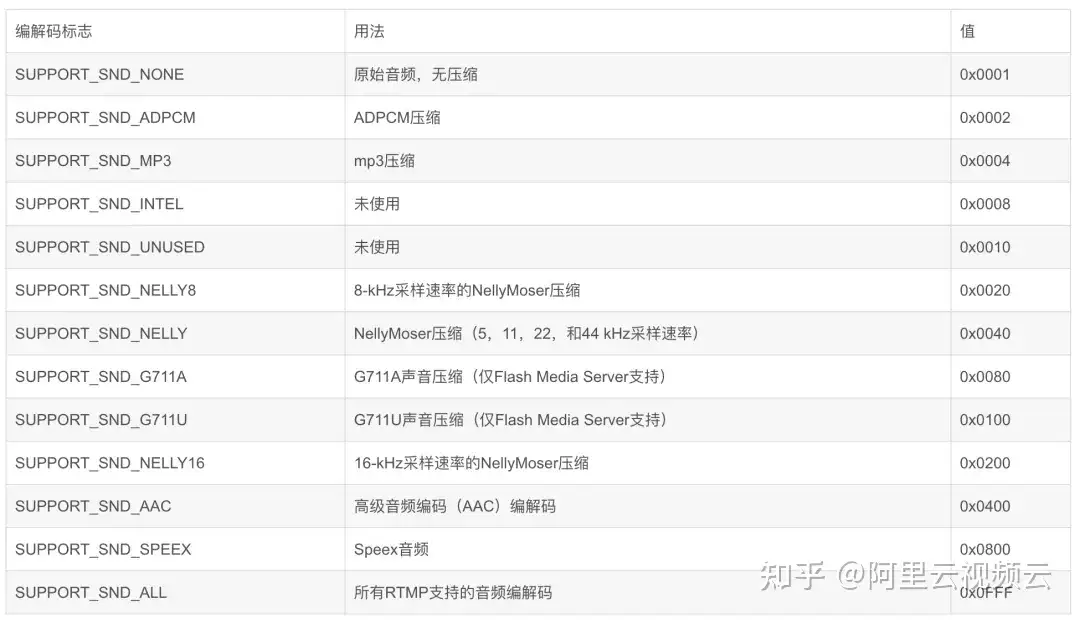 编解码标志 用法 值
SUPPORT_SND_NONE 原始音频，无压缩 0x0001
SUPPORT_SND_ADPCM ADPCM压缩 0x0002
SUPPORT_SND_MP3 mp3压缩 0x0004
SUPPORT_SND_INTEL 未使用 0x0008
SUPPORT_SND_UNUSED 未使用 0x0010
SUPPORT_SND_NELLY8 8-kHz采样速率的NellyMoser压缩 0x0020
SUPPORT_SND_NELLY NellyMoser压缩（5，11，22，和44 kHz采样速率） 0x0040
SUPPORT_SND_G711A G711A声音压缩（仅Flash Media Server支持） 0x0080
SUPPORT_SND_G711U G711U声音压缩（仅Flash Media Server支持） 0x0100
SUPPORT_SND_NELLY16 16-kHz采样速率的NellyMoser压缩 0x0200
SUPPORT_SND_AAC 高级音频编码（AAC）编解码 0x0400
SUPPORT_SND_SPEEX Speex音频 0x0800
SUPPORT_SND_ALL 所有RTMP支持的音频编解码 0x0FFF
知乎 @阿里云视频云